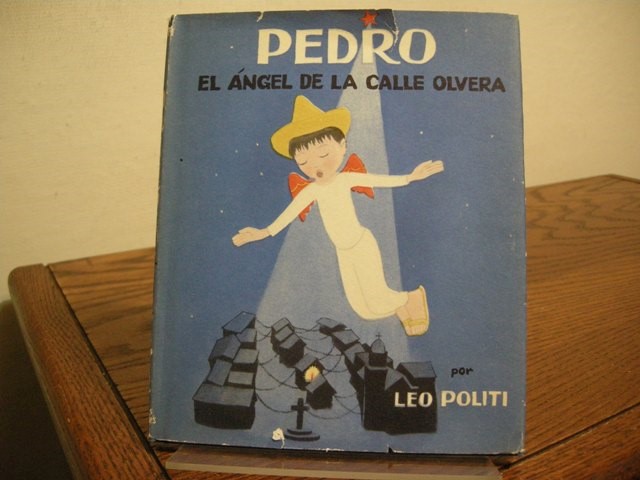 PEDRO
EL ÁNGEL DE LA CALLE OLVERA
por
LEO POLITI